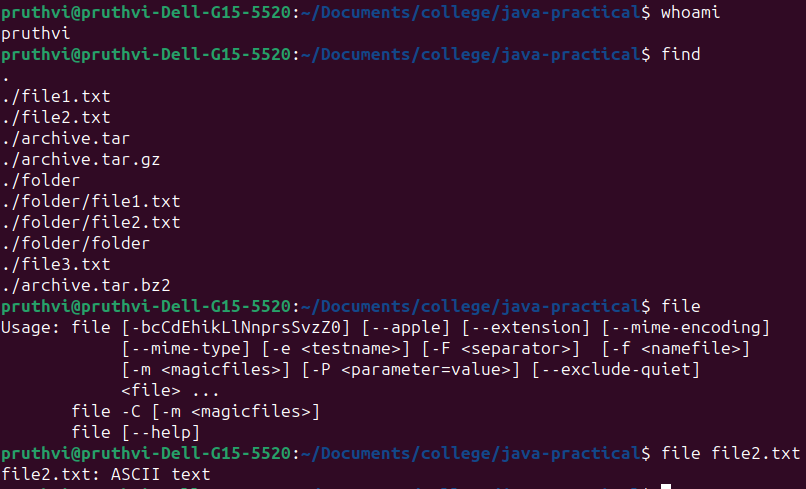 pruthvi@pruthvi-Dell-G15-5520:~/Documents/college/java-practical$ whoami
pruthvi
pruthvi@pruthvi-Dell-G15-5520:~/Documents/college/java-practical$ find
.
./file1.txt
./file2.txt
./archive.tar
./archive.tar.gz
./folder
./folder/file1.txt
./folder/file2.txt
./folder/folder
./file3.txt
./archive.tar.bz2
pruthvi@pruthvi-Dell-G15-5520:~/Documents/college/java-practical$ file
Usage: file [-bcCdEhikLlNnprsSvzZ0] [--apple] [--extension] [--mime-encoding]
            [--mime-type] [-e <testname>] [-F <separator>]  [-f <namefile>]
            [-m <magicfiles>] [-P <parameter=value>] [--exclude-quiet]
            <file> ...
       file -C [-m <magicfiles>]
       file [--help]
pruthvi@pruthvi-Dell-G15-5520:~/Documents/college/java-practical$ file file2.txt
file2.txt: ASCII text